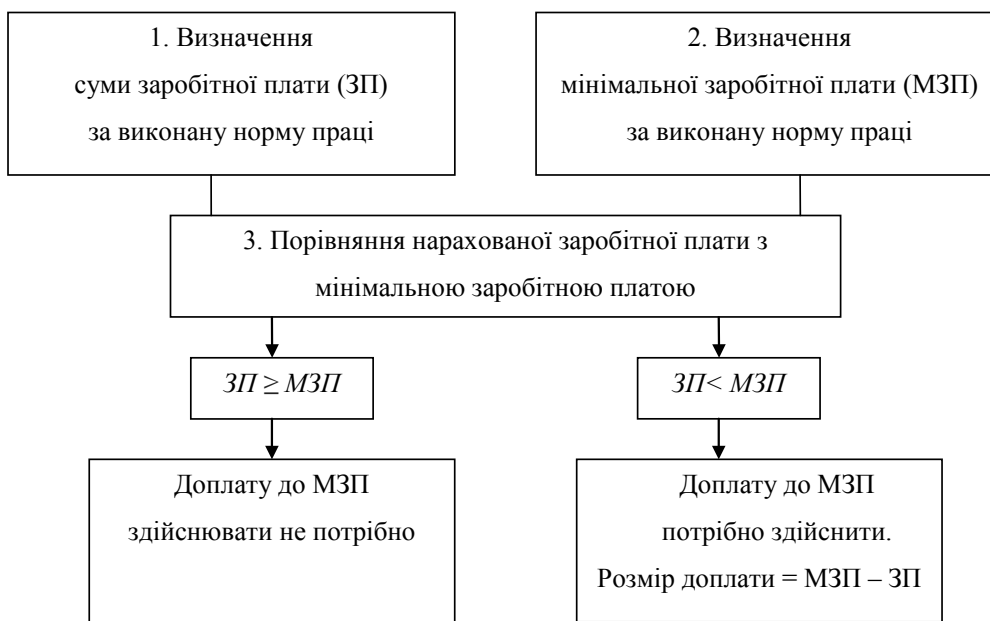 1. Визначення
суми заробітної плати (ЗП)
за виконану норму праці
2. Визначення
мінімальної заробітної плати (МЗП)
за виконану норму праці
3. Порівняння нарахованої заробітної плати з
мінімальною заробітною платою
ЗП ≥ МЗП
ЗП< МЗП
Доплату до МЗП
здійснювати не потрібно
Доплату до МЗП
потрібно здійснити.
Розмір доплати = МЗП – ЗП